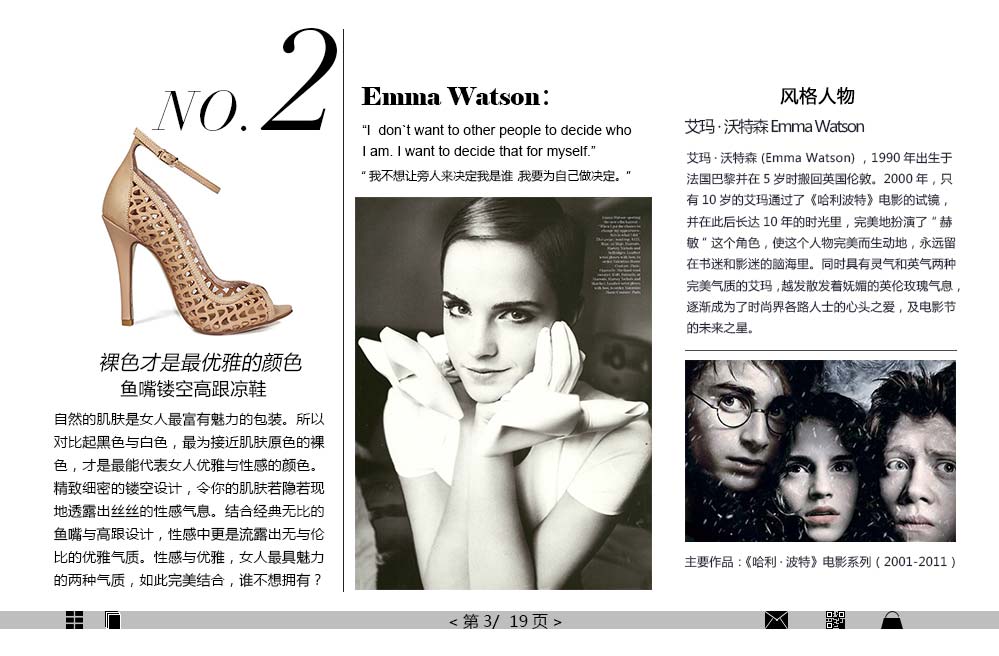 NO.2
裸色才是最优雅的颜色
鱼嘴镂空高跟凉鞋
自然的肌肤是女人最富有魅力的包装。所以
对比起黑色与白色，最为接近肌肤原色的裸
色，才是最能代表女人优雅与性感的颜色。
精致细密的镂空设计，令你的肌肤若隐若现
地透露出丝丝的性感气息。结合经典无比的
鱼嘴与高跟设计，性感中更是流露出无与伦
比的优雅气质。性感与优雅，女人最具魅力
的两种气质，如此完美结合，谁不想拥有？
Emma Watson：
“I don`t want to other people to decide who
I am. I want to decide that for myself.”
“ 我不想让旁人来决定我是谁 ,我要为自己做决定。”
风格人物
艾玛 · 沃特森 Emma Watson
艾玛 · 沃特森 (Emma Watson) ，1990 年出生于
法国巴黎并在 5 岁时搬回英国伦敦。2000 年，只
有 10 岁的艾玛通过了《哈利波特》电影的试镜，
并在此后长达 10 年的时光里，完美地扮演了 “ 赫
敏 ” 这个角色，使这个人物完美而生动地，永远留
在书迷和影迷的脑海里。同时具有灵气和英气两种
完美气质的艾玛 , 越发散发着妩媚的英伦玫瑰气息，
逐渐成为了时尚界各路人士的心头之爱，及电影节
的未来之星。
主要作品：《哈利 · 波特》电影系列（ 2001-2011 ）
< 第 3/ 19 页 >